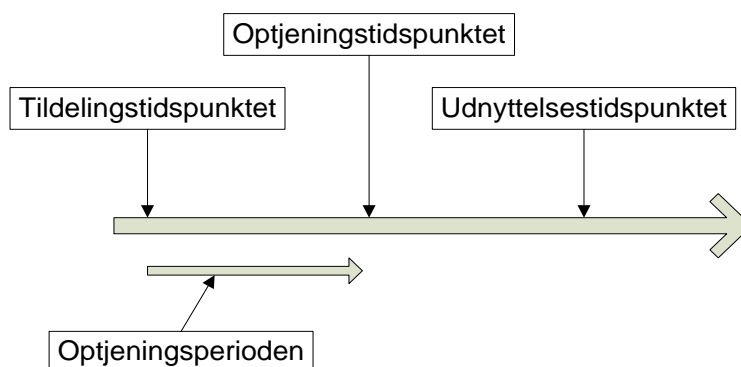 Optjeningstidspunktet
Tildelingstidspunktet
Udnyttelsestidspunktet
Optjeningsperioden